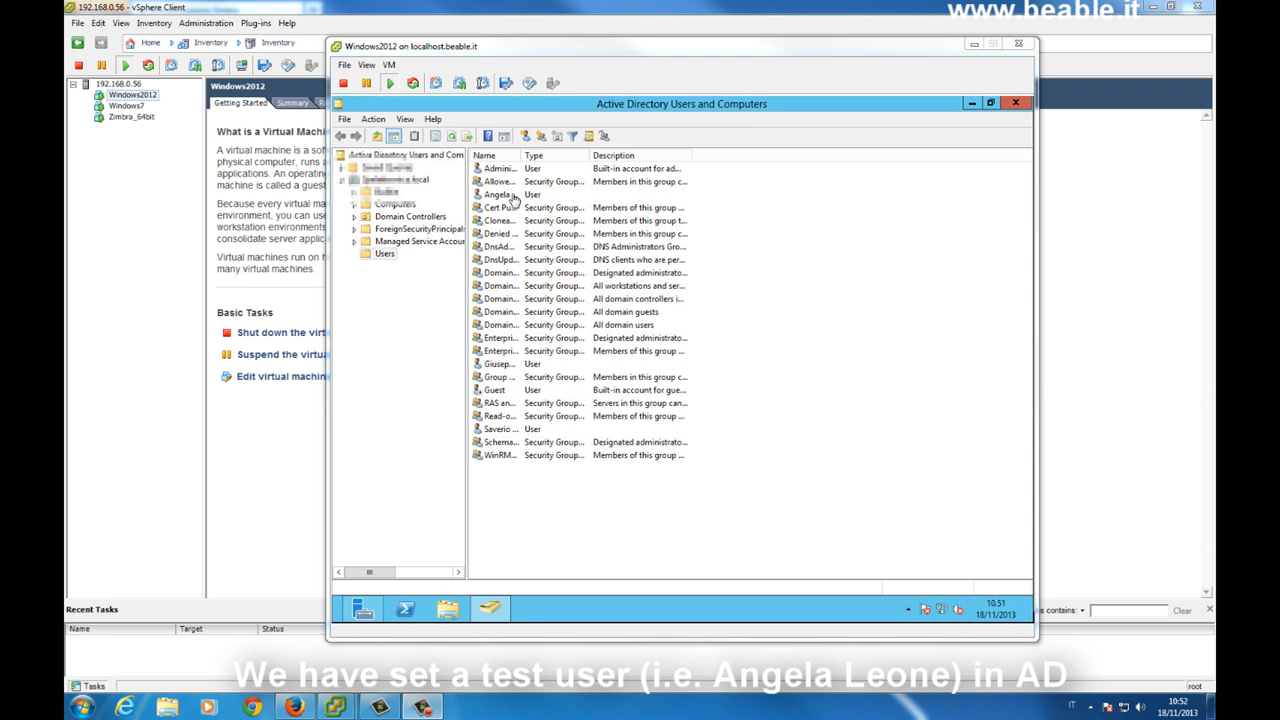 192.168.0.56 - vSphere Client
www.beable.it
File Edit View Inventory Administration Plug-ins Help
Home Inventory Inventory
192.168.0.56
Windows2012
Windows7
Zimbra_64bit
Windows2012
Getting Started Summary
What is a Virtual Machi
A virtual machine is a sof
physical computer, runs a
applications. An operating
machine is called a guest
Because every virtual ma
environment, you can use
workstation environments
consolidate server applic
Virtual machines run on h
many virtual machines.
Basic Tasks
Shut down the virt
Suspend the virtua
Edit virtual machin
Windows2012 on localhost.beable.it
File View VM
Active Directory Users and Computers
File Action View Help
Active Directory Users and Com
.local
Computers
Domain Controllers
ForeignSecurityPrincipals
Managed Service Accour
Users
Name Type Description
Admini... User Built-in account for ad...
Allowe... Security Group... Members in this group c...
Angela User
Cert Pu... Security Group... Members of this group ...
Clonea... Security Group... Members of this group t...
Denied ... Security Group... Members in this group c...
DnsAd... Security Group... DNS Administrators Gro...
DnsUpd... Security Group... DNS clients who are per...
Domain... Security Group... Designated administrato...
Domain... Security Group... All workstations and ser...
Domain... Security Group... All domain controllers i...
Domain... Security Group... All domain guests
Domain... Security Group... All domain users
Enterpri... Security Group... Designated administrato...
Enterpri... Security Group... Members of this group ...
Giusep... User
Group ... Security Group... Members in this group c...
Guest User Built-in account for gue...
RAS an... Security Group... Servers in this group can...
Read-o... Security Group... Members of this group ...
Saverio ... User
Schema... Security Group... Designated administrato...
WinRM... Security Group... Members of this group ...
10.51
18/11/2013
Recent Tasks
contains: Clear
Name Target Status
We have set a test user (i.e. Angela Leone) in AD
Tasks
root
IT
10:52
18/11/2013